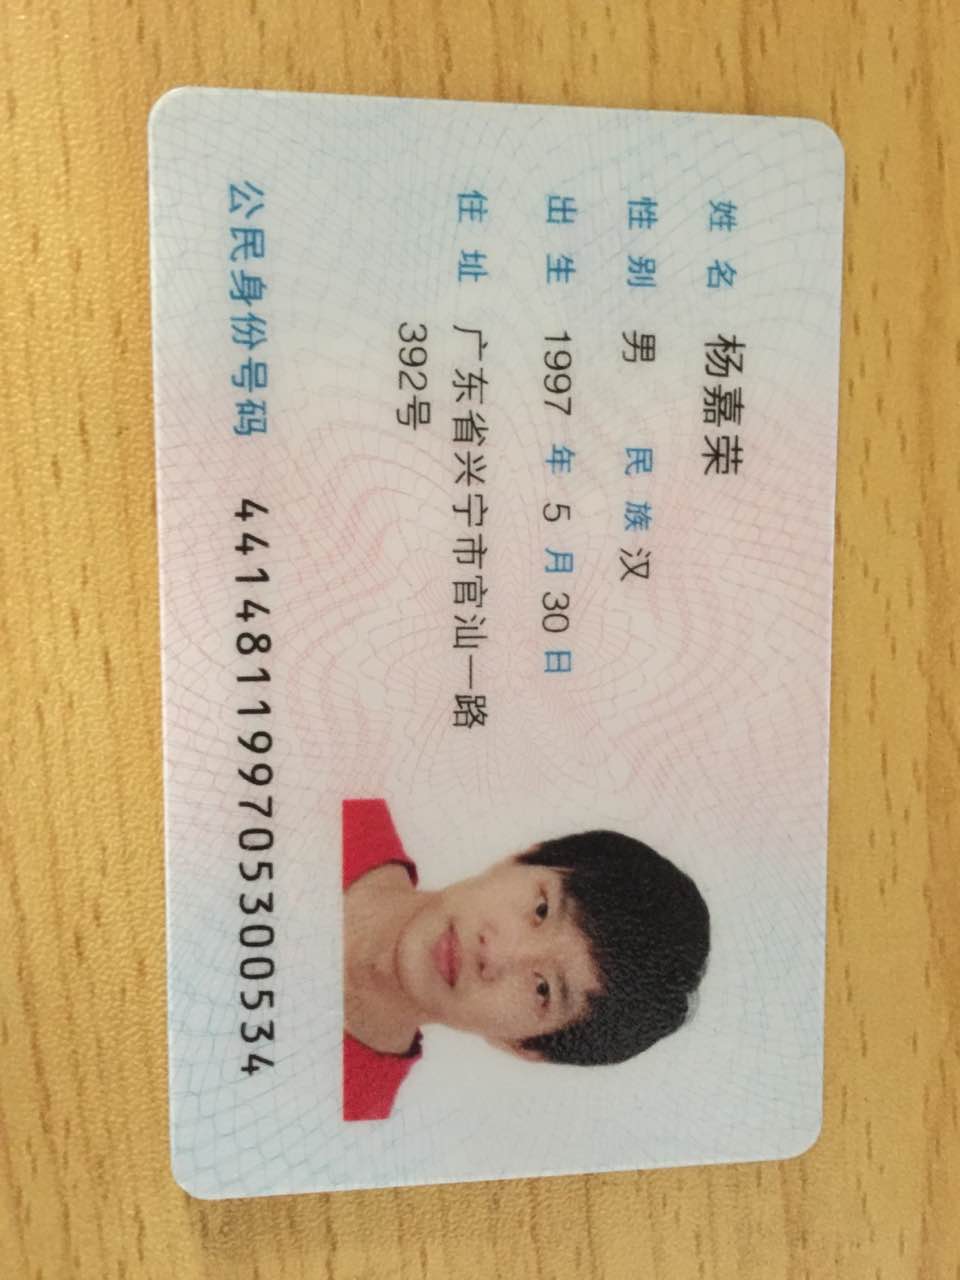 姓名 杨嘉荣
性别 男 民族 汉
出生 1997 年 5 月 30 日
住址 广东省兴宁市官汕一路
392号
公民身份号码 441481199705300534